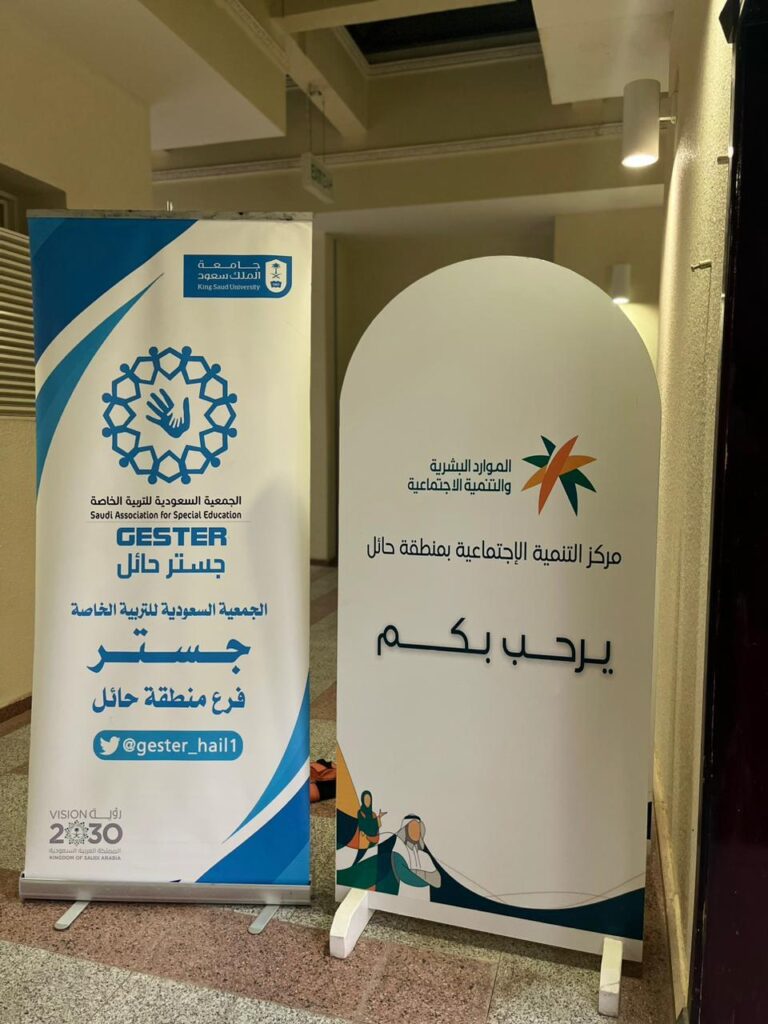 جامعة
الملك سعود
King Saud University
الجمعية السعودية للتربية الخاصة
Saudi Association for Special Education
GESTER
جستر حائل
الجمعية السعودية للتربية الخاصة
جستر
فرع منطقة حائل
@gester_hail1
VISION رؤية
2030
المملكة العربية السعودية
KINGDOM OF SAUDI ARABIA
الموارد البشرية
والتنمية الاجتماعية
مركز التنمية الإجتماعية بمنطقة حائل
يرحب بكم